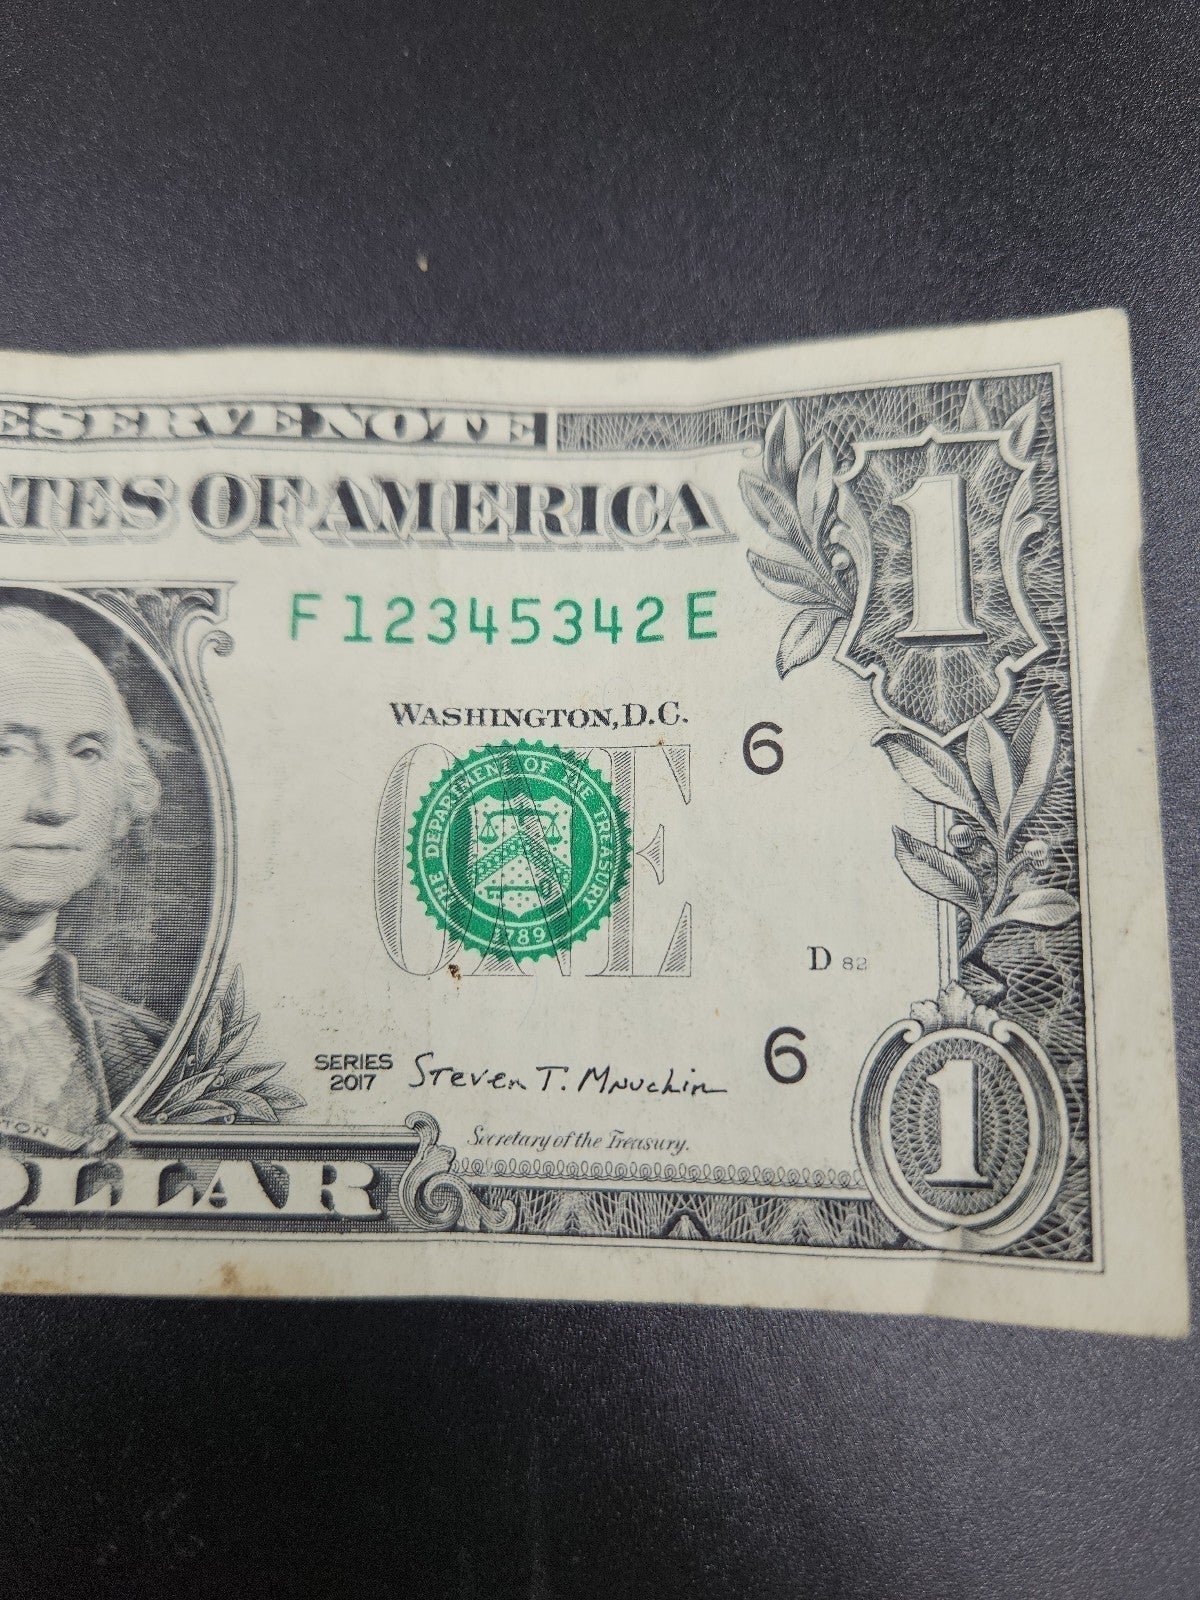 ESERVE NOTE
ATES OF AMERICA
1
F 12345342 E
WASHINGTON, D.C.
6
ONE
THE DEPARTMENT OF THE TREASURY
1789
D 82
6
SERIES
2017
Steven T. Mnuchin
Secretary of the Treasury.
TON
OLLAR
1